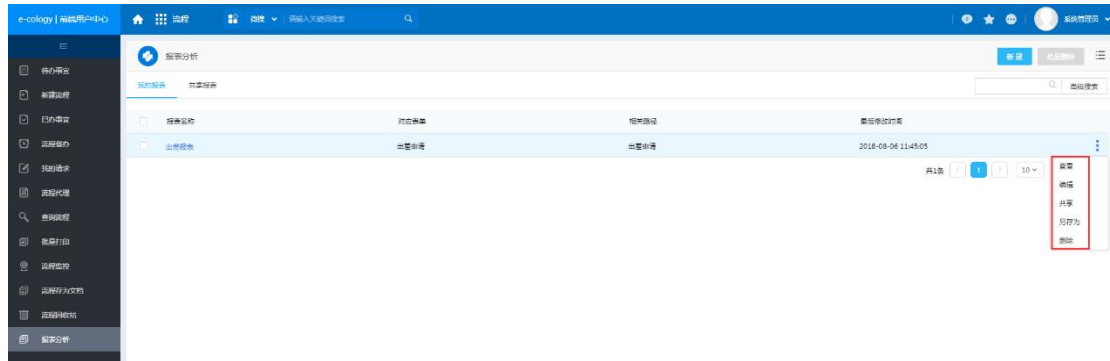 e-cology | 前端用户中心
流程
微搜
请输入关键词搜索
系统管理员
报表分析
新建
批量删除
我的报表
共享报表
高级搜索
报表名称
对应表单
相关路径
最后修改时间
出差报表
出差申请
出差申请
2018-08-06 11:45:05
共1条
1
10
查看
编辑
共享
另存为
删除
待办事宜
新建流程
已办事宜
流程督办
我的请求
流程代理
查询流程
批量打印
流程监控
流程存为文档
流程回收站
报表分析